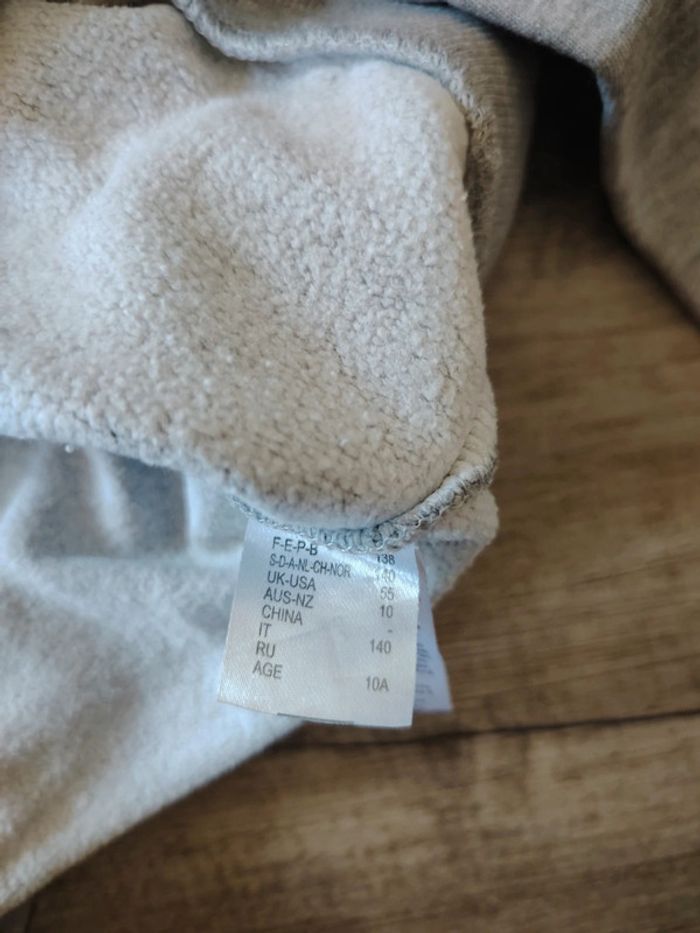 F-E-P-B 138
S-D-A-NL-CH-NOR 140
UK-USA 55
AUS-NZ 10
CHINA -
IT 140
RU
AGE 10A